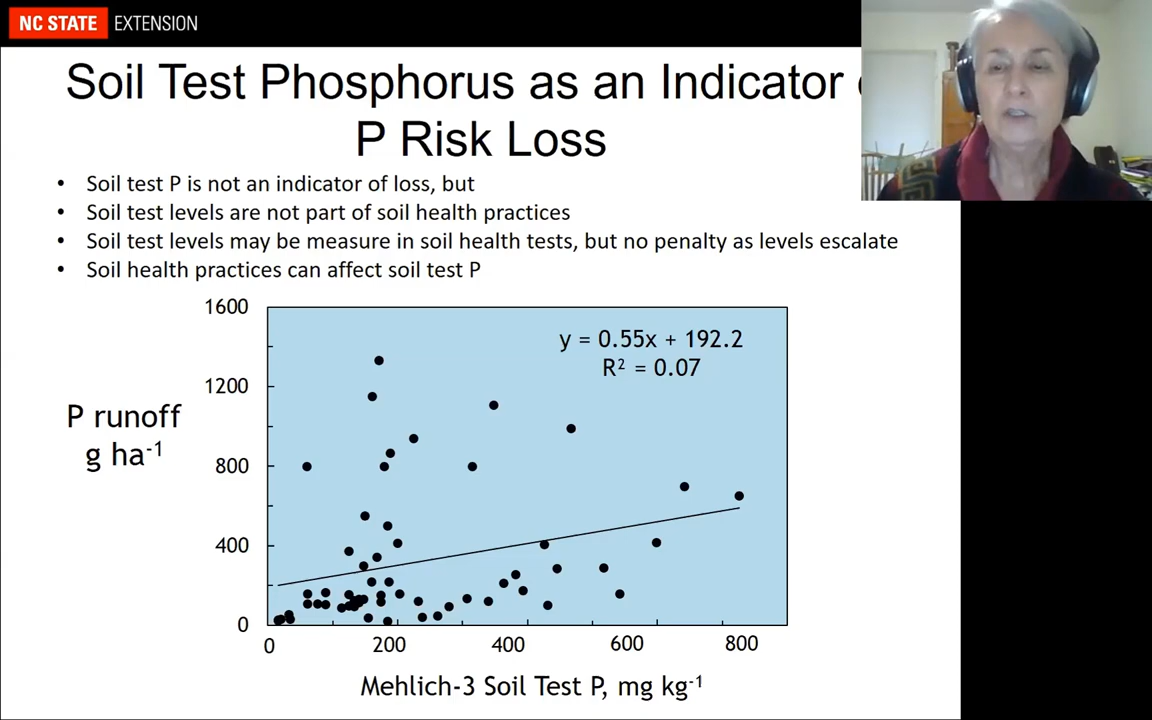 NC STATE EXTENSION
Soil Test Phosphorus as an Indicator
P Risk Loss
• Soil test P is not an indicator of loss, but
• Soil test levels are not part of soil health practices
• Soil test levels may be measure in soil health tests, but no penalty as levels escalate
• Soil health practices can affect soil test P
1600
y = 0.55x + 192.2
R² = 0.07
1200
P runoff
g ha⁻¹
800
400
0
0 200 400 600 800
Mehlich-3 Soil Test P, mg kg⁻¹